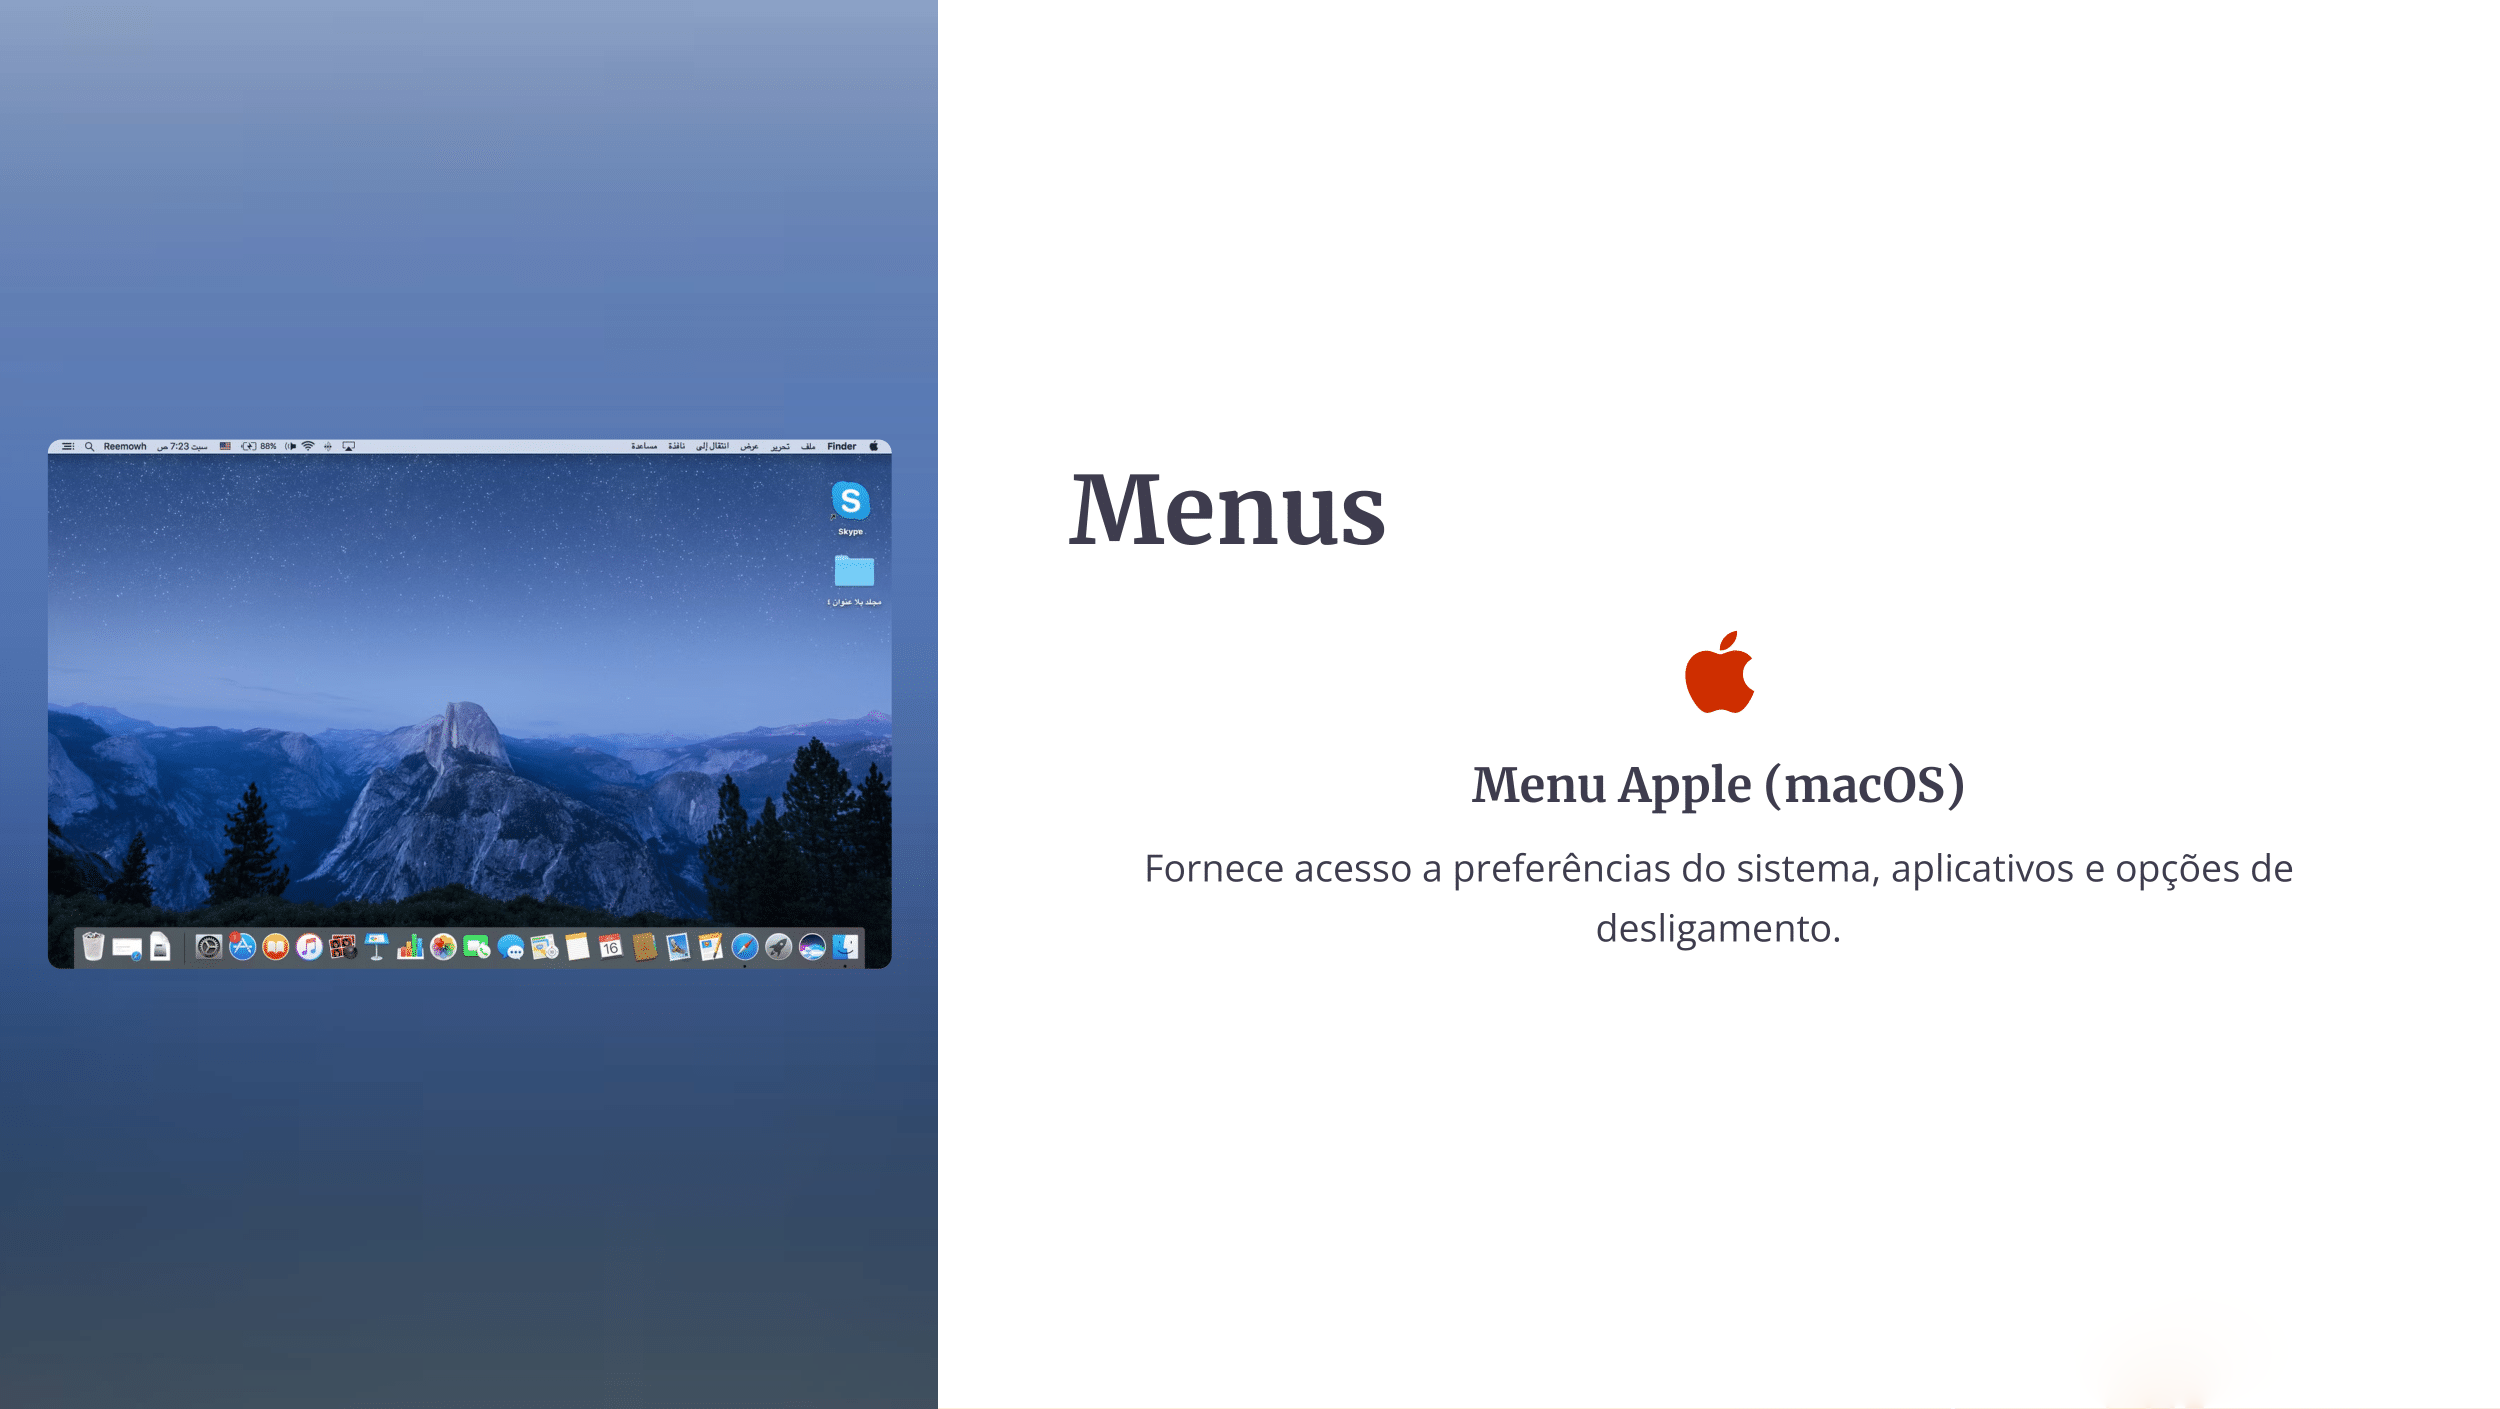 Reemowh سبت 7:23 ص 88% مساعدة نافذة انتقال إلى عرض تحرير ملف Finder
S
Skype
مجلد بلا عنوان ٤
16
Menus
Menu Apple (macOS)
Fornece acesso a preferências do sistema, aplicativos e opções de
desligamento.